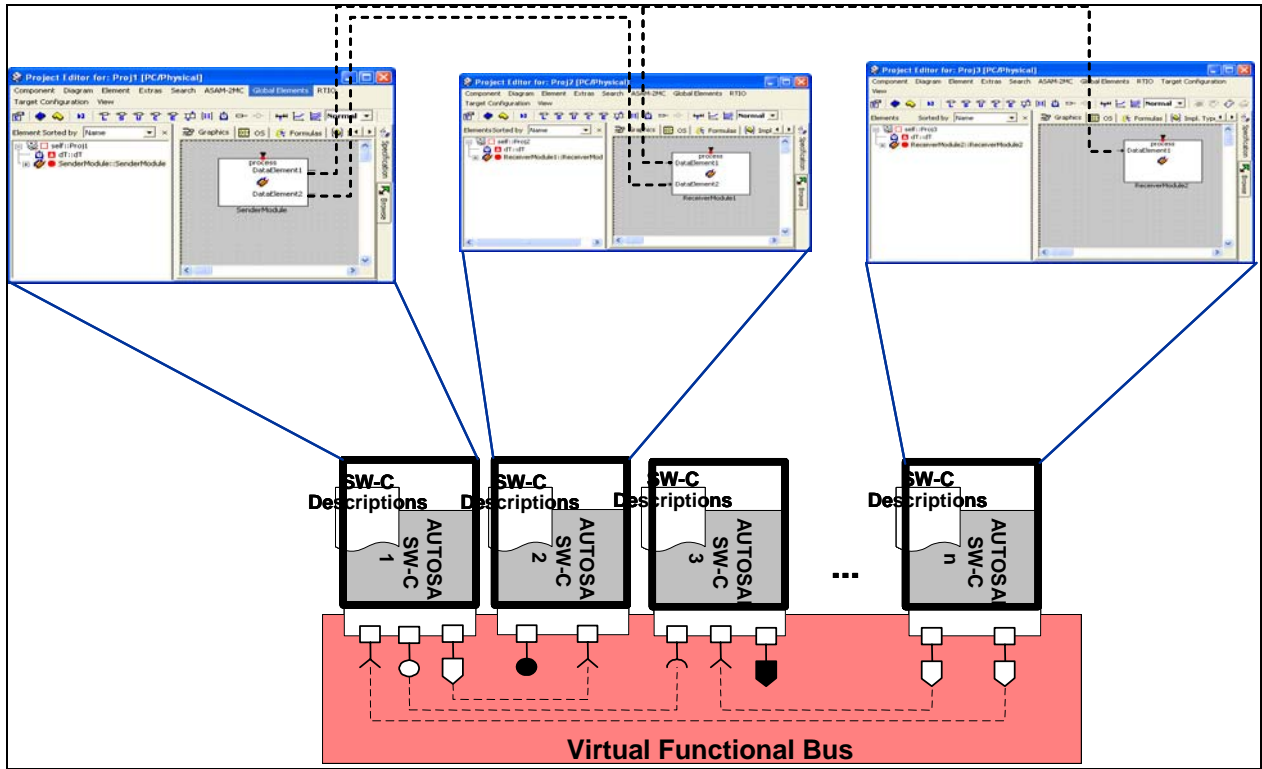 Project Editor for: Proj1 [PC/Physical]
Component Diagram Element Extras Search ASAM-2MC Global Elements RTIO
Target Configuration View
Normal
Element Sorted by Name
Graphics OS Formulas
self::Proj1
dT::dT
SenderModule::SenderModule
process
DataElement1
DataElement2
SenderModule
Specification
Browse
Project Editor for: Proj2 [PC/Physical]
Component Diagram Element Extras Search ASAM-2MC Global Elements RTIO
Target Configuration View
Normal
Elements Sorted by Name
Graphics OS Formulas Impl
self::Proj2
dT::dT
ReceiverModule1::ReceiverMod
process
DataElement1
DataElement2
ReceiverModule1
Specification
Browse
Project Editor for: Proj3 [PC/Physical]
Component Diagram Element Extras Search ASAM-2MC Global Elements RTIO Target Configuration
View
Normal
Elements Sorted by Name
Graphics OS Formulas Impl. Typ
self::Proj3
dT::dT
ReceiverModule2::ReceiverModule2
process
DataElement1
ReceiverModule2
Specification
Browse
SW-C
Descriptions
AUTOSA
SW-C
1
SW-C
Descriptions
AUTOSA
SW-C
2
SW-C
Descriptions
AUTOSA
SW-C
3
...
SW-C
Descriptions
AUTOSA
SW-C
n
Virtual Functional Bus